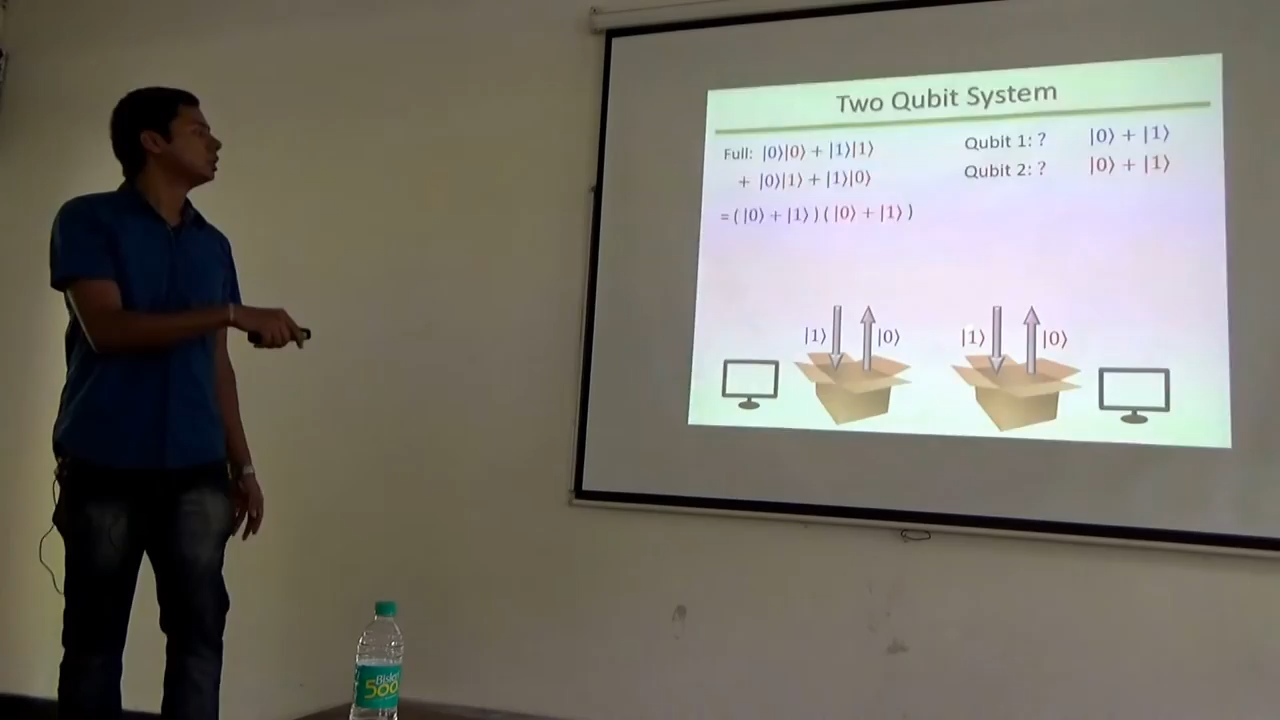 Two Qubit System
Full: |0⟩|0⟩ + |1⟩|1⟩
+ |0⟩|1⟩ + |1⟩|0⟩
= ( |0⟩ + |1⟩ ) ( |0⟩ + |1⟩ )
Qubit 1: ? |0⟩ + |1⟩
Qubit 2: ? |0⟩ + |1⟩
|1⟩ |0⟩ |1⟩ |0⟩
500